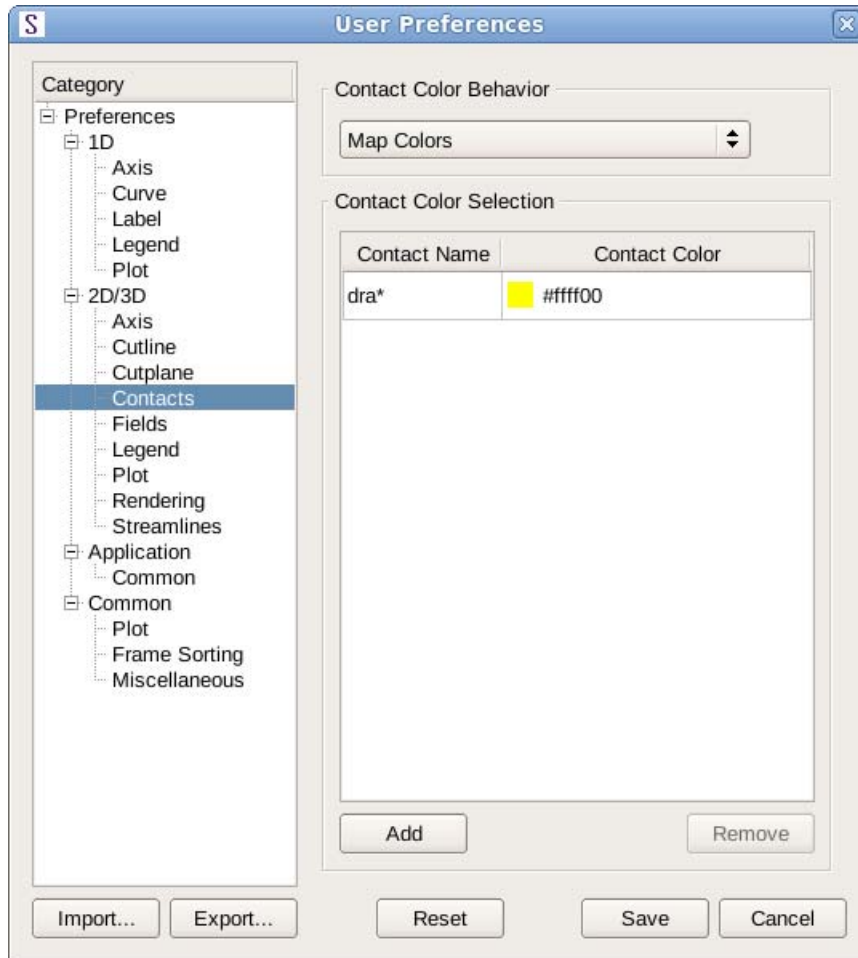 S User Preferences
Category
Preferences
1D
Axis
Curve
Label
Legend
Plot
2D/3D
Axis
Cutline
Cutplane
Contacts
Fields
Legend
Plot
Rendering
Streamlines
Application
Common
Common
Plot
Frame Sorting
Miscellaneous
Contact Color Behavior
Map Colors
Contact Color Selection
Contact Name Contact Color
dra* #ffff00
Add Remove
Import... Export... Reset Save Cancel